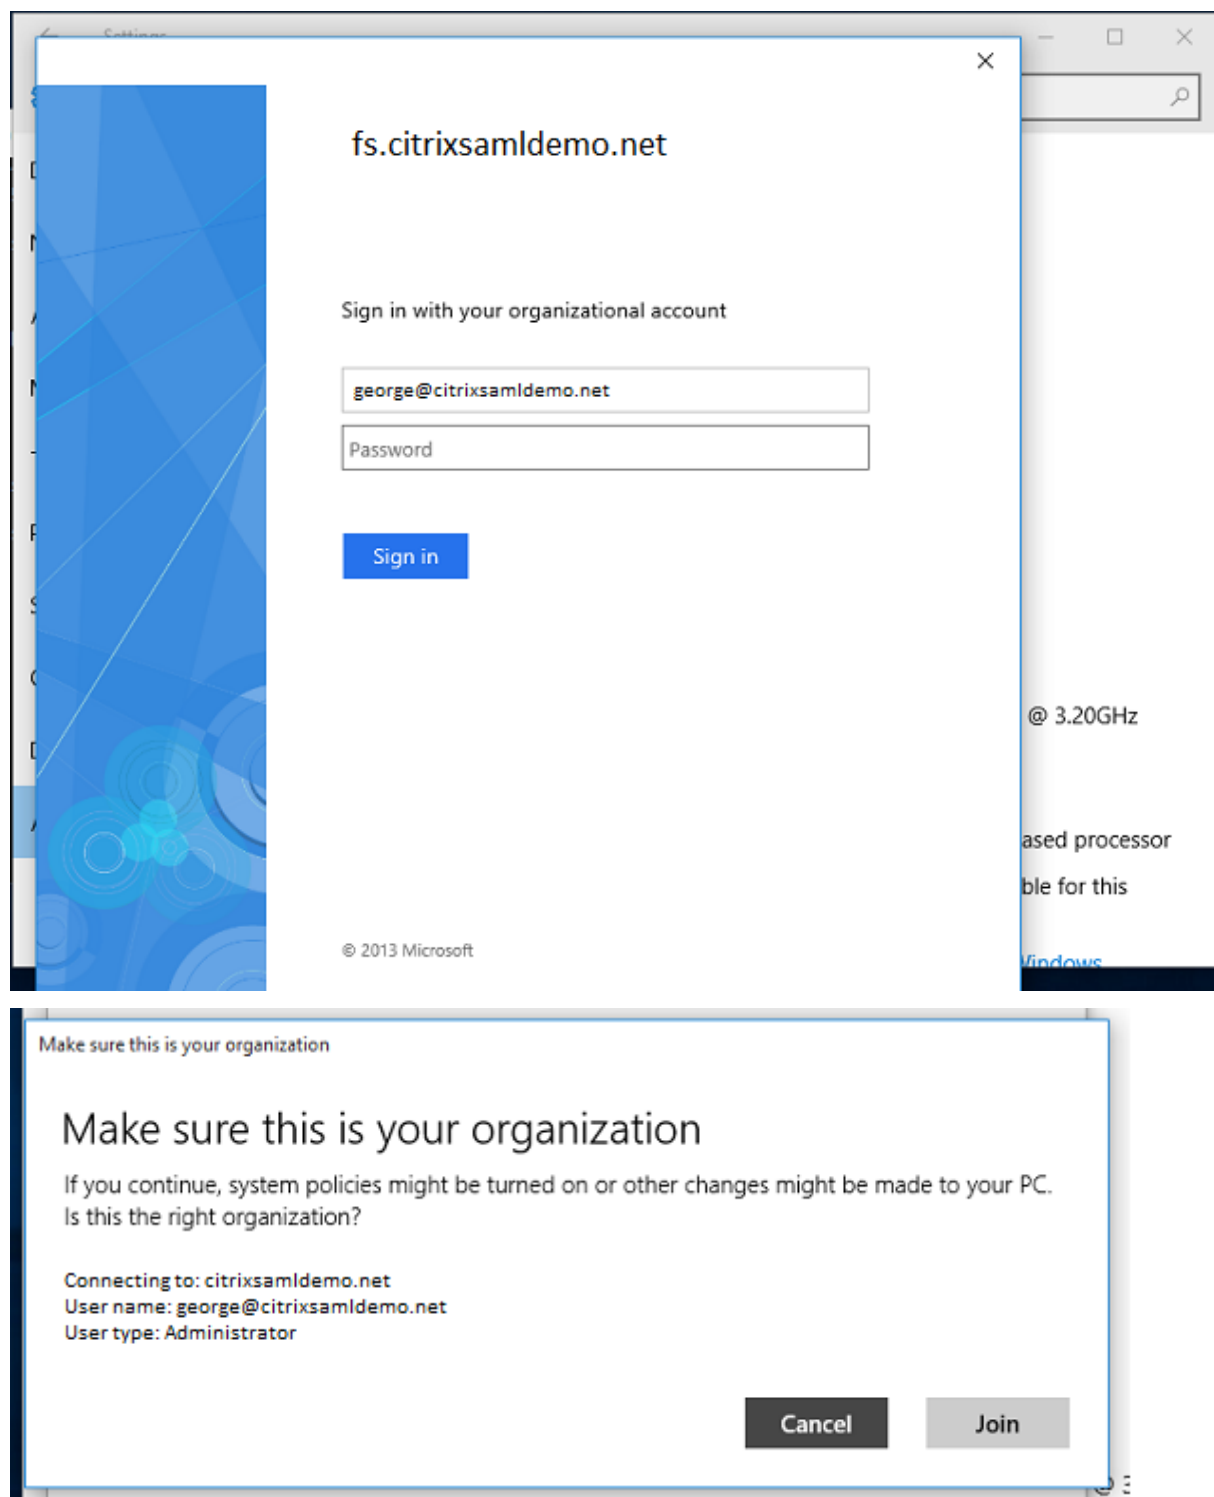 fs.citrixsamldemo.net
Sign in with your organizational account
george@citrixsamldemo.net
Password
Sign in
@ 3.20GHz
ased processor
ble for this
Windows
© 2013 Microsoft
Make sure this is your organization
Make sure this is your organization
If you continue, system policies might be turned on or other changes might be made to your PC.
Is this the right organization?
Connecting to: citrixsamldemo.net
User name: george@citrixsamldemo.net
User type: Administrator
Cancel
Join